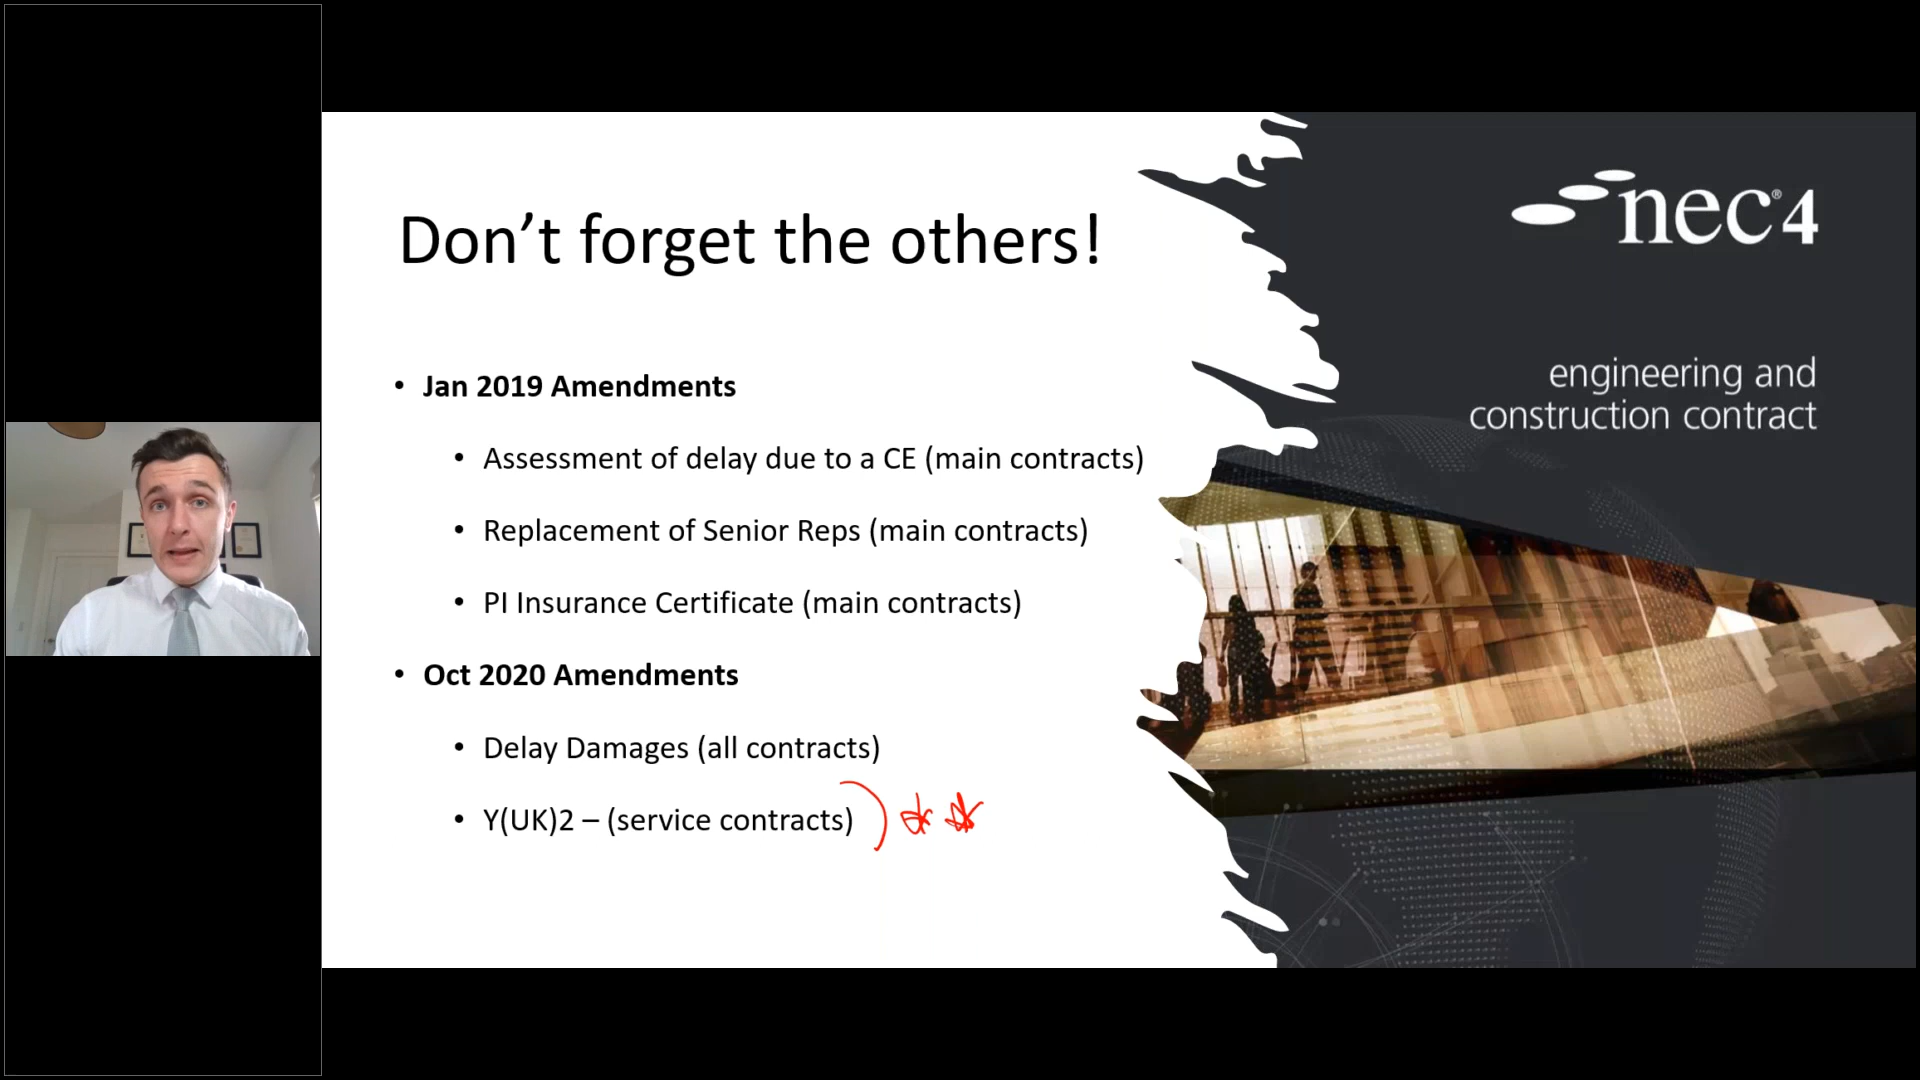 Don’t forget the others!
• Jan 2019 Amendments
• Assessment of delay due to a CE (main contracts)
• Replacement of Senior Reps (main contracts)
• PI Insurance Certificate (main contracts)
• Oct 2020 Amendments
• Delay Damages (all contracts)
• Y(UK)2 – (service contracts)
nec®4
engineering and
construction contract